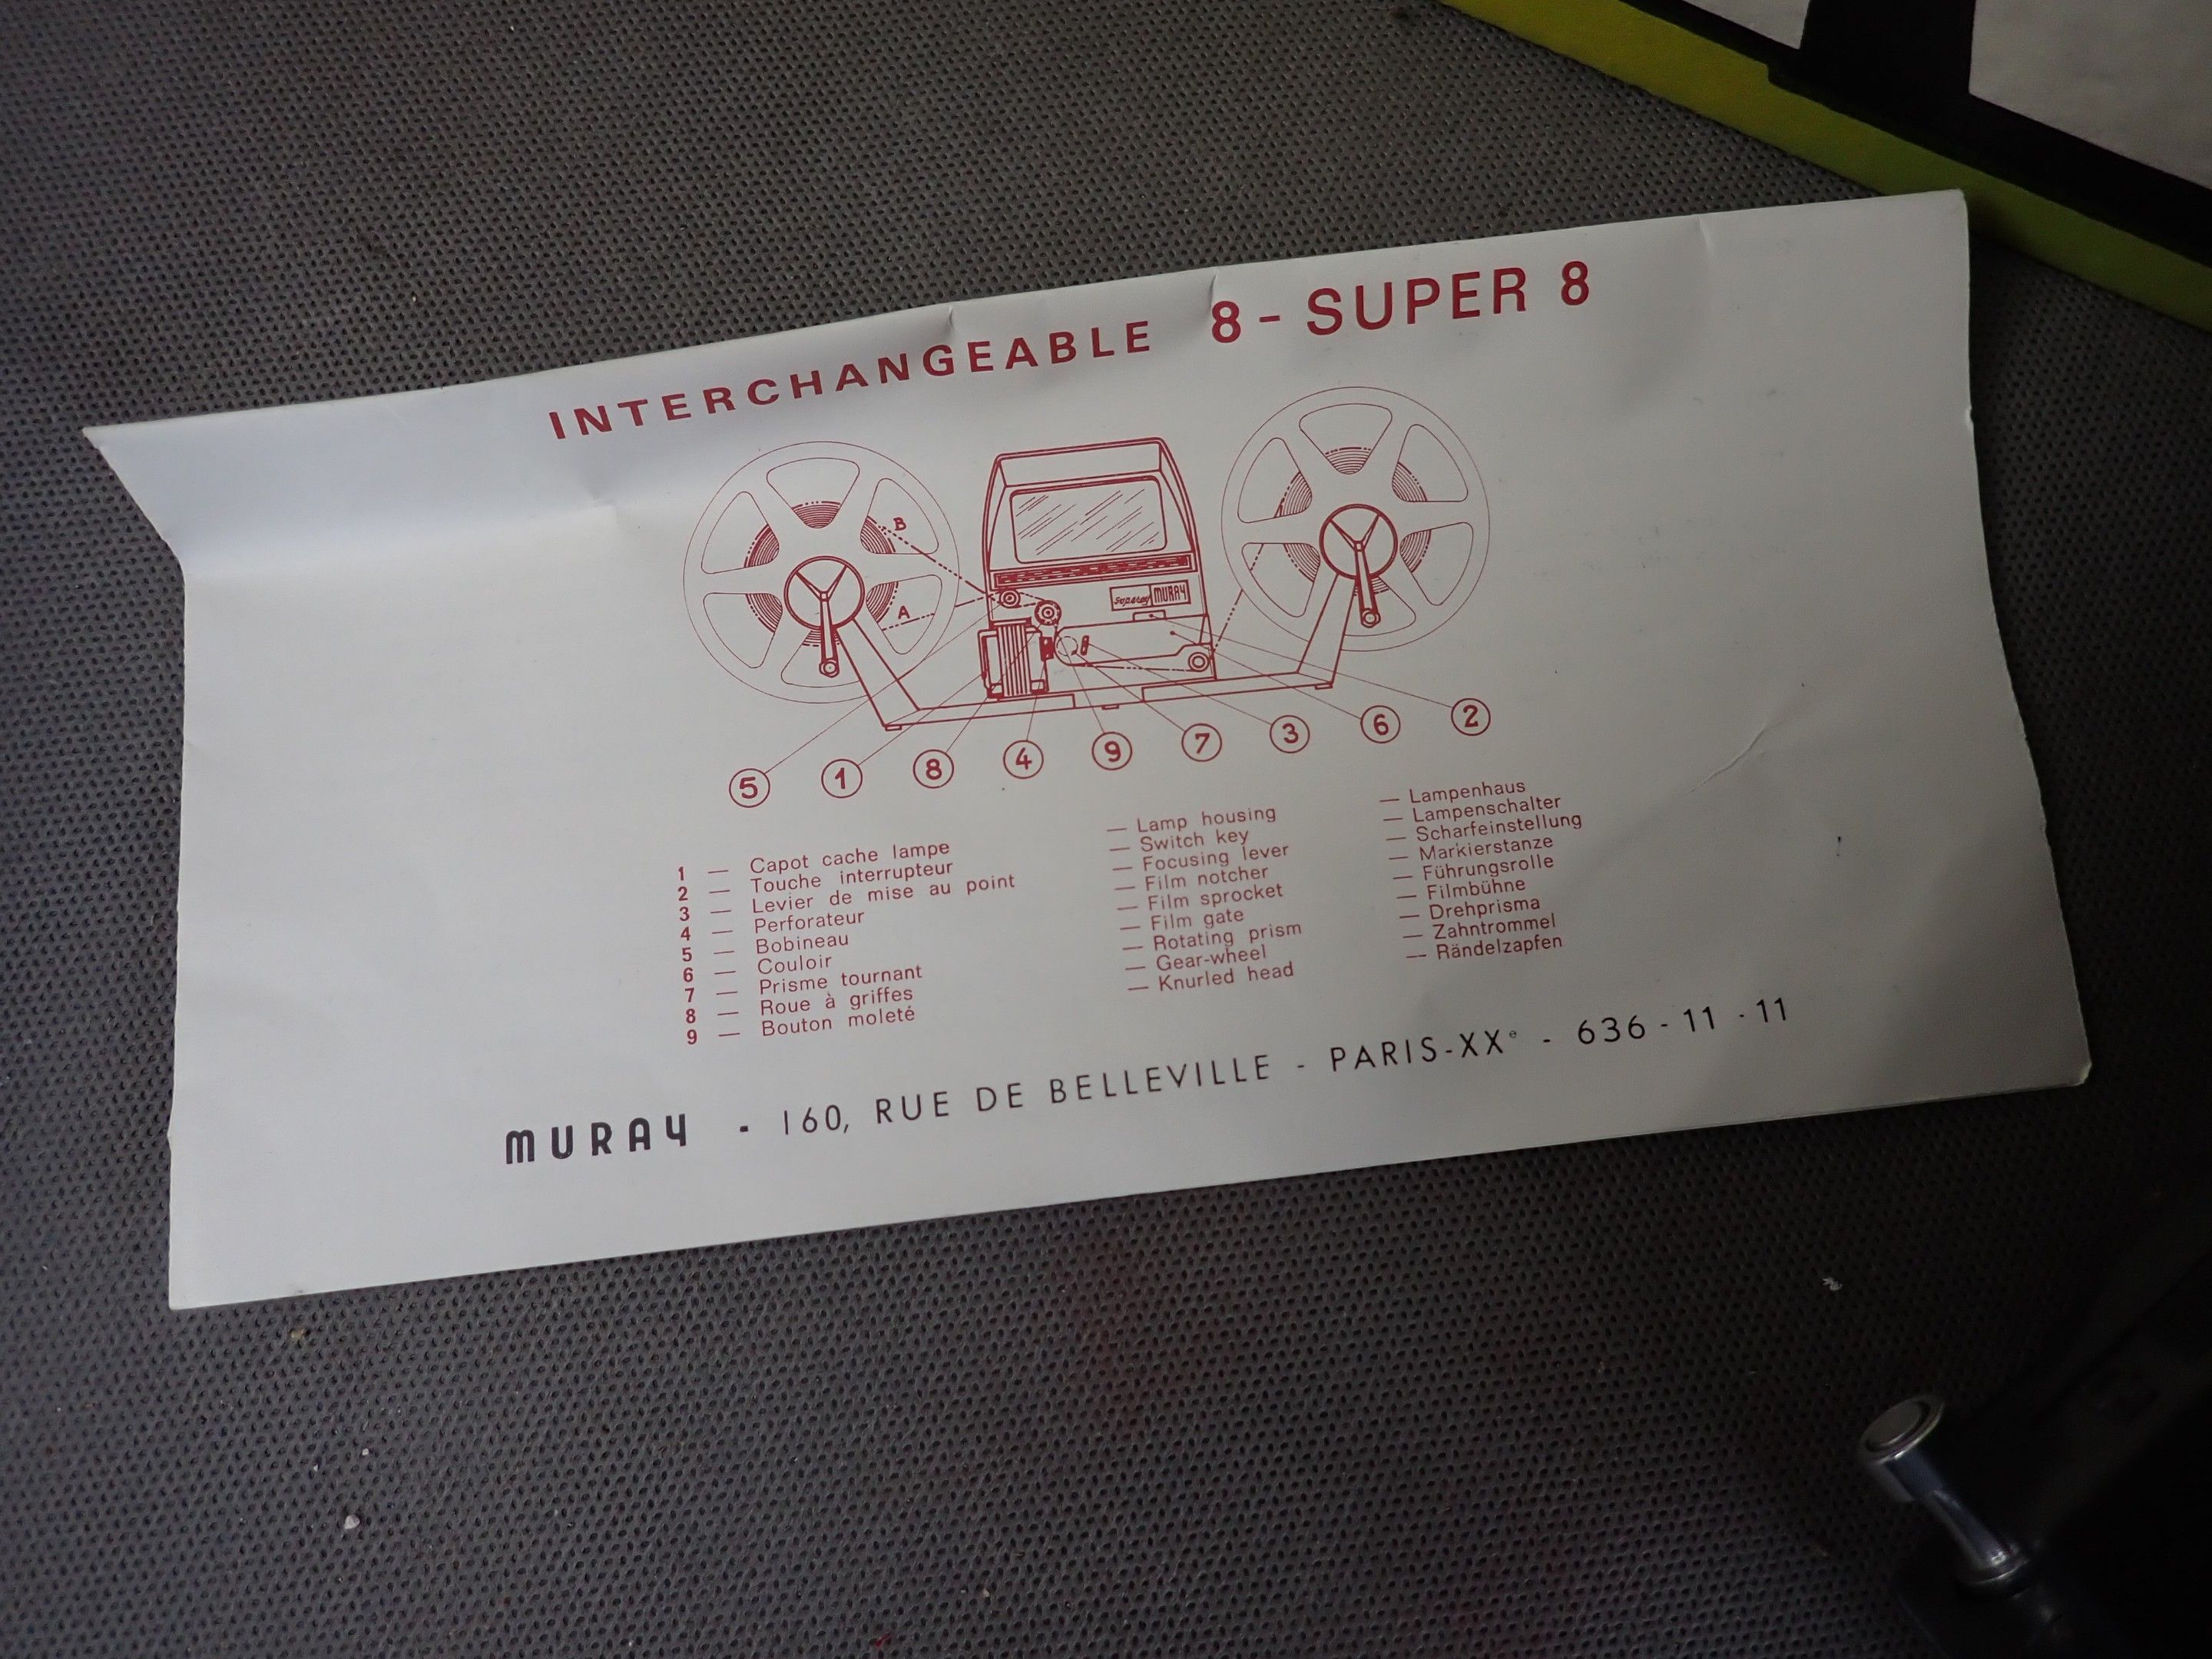 INTERCHANGEABLE 8 - SUPER 8
B
A
MURAY
5 1 8 4 9 7 3 6 2
1 — Capot cache lampe — Lamp housing — Lampenhaus
2 — Touche interrupteur — Switch key — Lampenschalter
3 — Levier de mise au point — Focusing lever — Scharfeinstellung
4 — Perforateur — Film notcher — Markierstanze
5 — Bobineau — Film sprocket — Führungsrolle
6 — Couloir — Film gate — Filmbühne
7 — Prisme tournant — Rotating prism — Drehprisma
8 — Roue à griffes — Gear-wheel — Zahntrommel
9 — Bouton moleté — Knurled head — Rändelzapfen
MURAY - 160, RUE DE BELLEVILLE - PARIS-XXe - 636-11-11